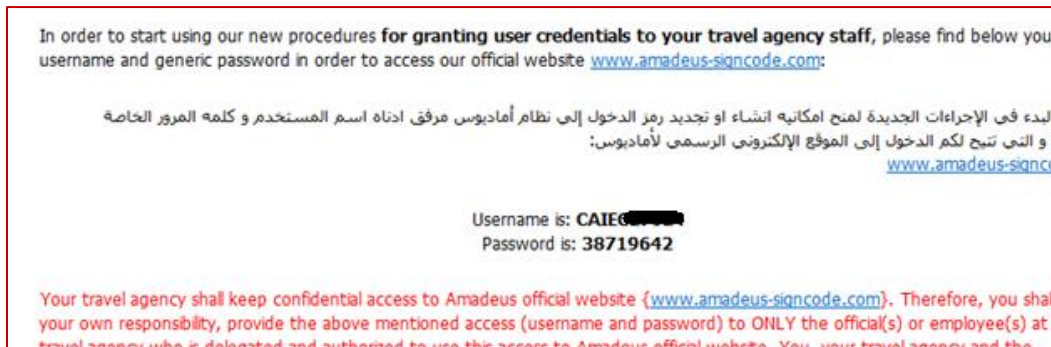 In order to start using our new procedures for granting user credentials to your travel agency staff, please find below you
username and generic password in order to access our official website www.amadeus-signcode.com:
لبدء في الإجراءات الجديدة لمنح امكانيه انشاء او تجديد رمز الدخول إلي نظام أماديوس مرفق ادناه اسم المستخدم و كلمه المرور الخاصة
و التي تتيح لكم الدخول إلى الموقع الإلكتروني الرسمي لأماديوس:
www.amadeus-signc
Username is: CAIE
Password is: 38719642
Your travel agency shall keep confidential access to Amadeus official website {www.amadeus-signcode.com}. Therefore, you shal
your own responsibility, provide the above mentioned access (username and password) to ONLY the official(s) or employee(s) at
travel agency who is delegated and authorized to use this access to Amadeus official website. You, your travel agency and the